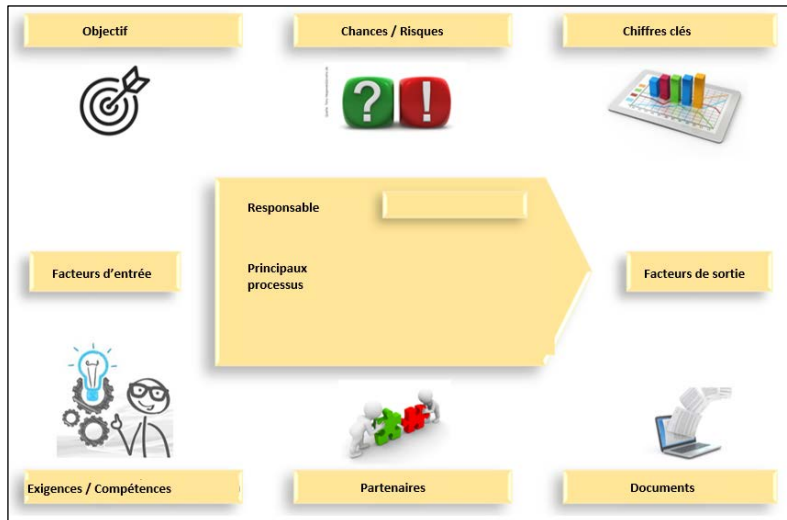 Objectif
Chances / Risques
Chiffres clés
?
!
Responsable
Principaux
processus
Facteurs d'entrée
Facteurs de sortie
Exigences / Compétences
Partenaires
Documents